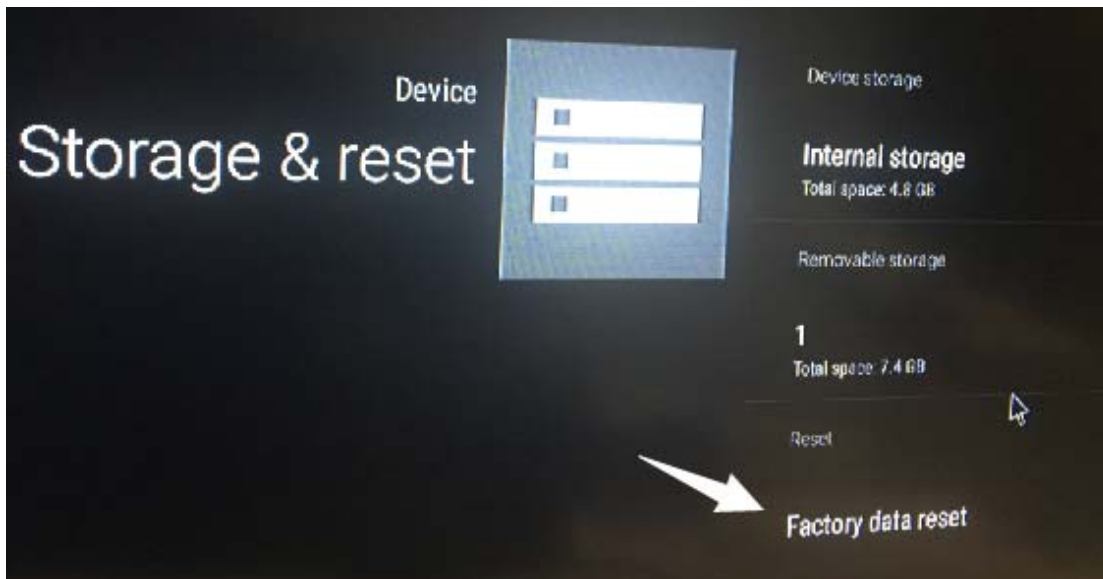 Device
Storage & reset
Device storage
Internal storage
Total space: 4.8 GB
Removable storage
1
Total space: 7.4 GB
Reset
Factory data reset